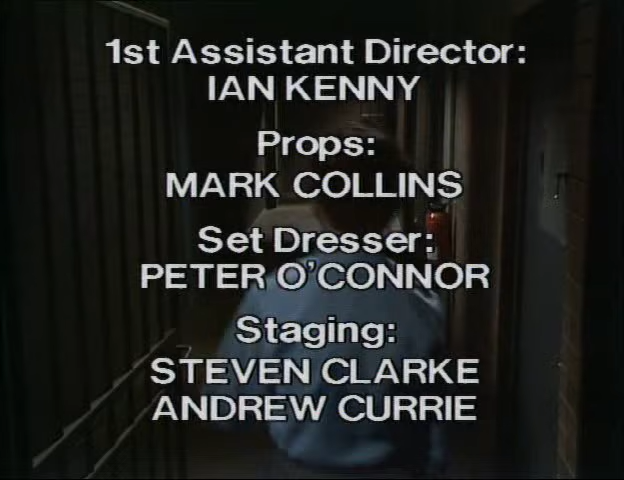 1st Assistant Director:
IAN KENNY
Props:
MARK COLLINS
Set Dresser:
PETER O'CONNOR
Staging:
STEVEN CLARKE
ANDREW CURRIE